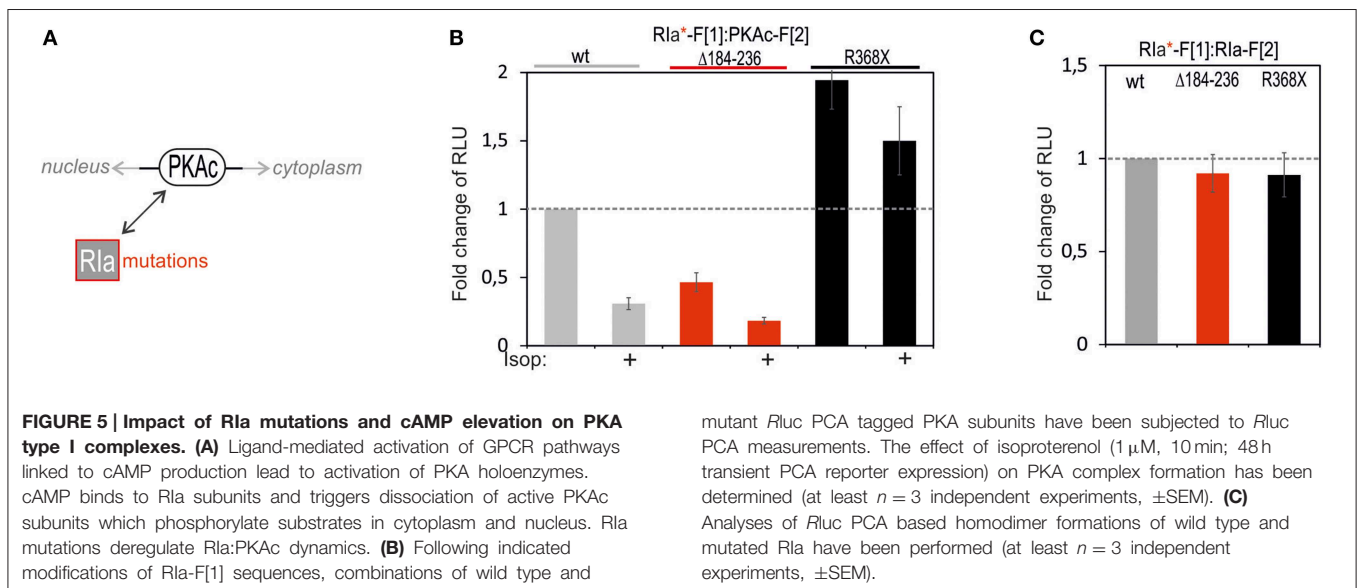 A
nucleus
PKAc
cytoplasm
RIa
mutations
B
RIa*-F[1]:PKAc-F[2]
wt
Δ184-236
R368X
Fold change of RLU
2
1,5
1
0,5
0
Isop:
+
+
+
C
RIa*-F[1]:RIa-F[2]
1,5
wt
Δ184-236
R368X
Fold change of RLU
1
0,5
0
FIGURE 5 | Impact of RIa mutations and cAMP elevation on PKA
type I complexes. (A) Ligand-mediated activation of GPCR pathways
linked to cAMP production lead to activation of PKA holoenzymes.
cAMP binds to RIa subunits and triggers dissociation of active PKAc
subunits which phosphorylate substrates in cytoplasm and nucleus. RIa
mutations deregulate RIa:PKAc dynamics. (B) Following indicated
modifications of RIa-F[1] sequences, combinations of wild type and
mutant Rluc PCA tagged PKA subunits have been subjected to Rluc
PCA measurements. The effect of isoproterenol (1 μM, 10 min; 48 h
transient PCA reporter expression) on PKA complex formation has been
determined (at least n = 3 independent experiments, ±SEM). (C)
Analyses of Rluc PCA based homodimer formations of wild type and
mutated RIa have been performed (at least n = 3 independent
experiments, ±SEM).